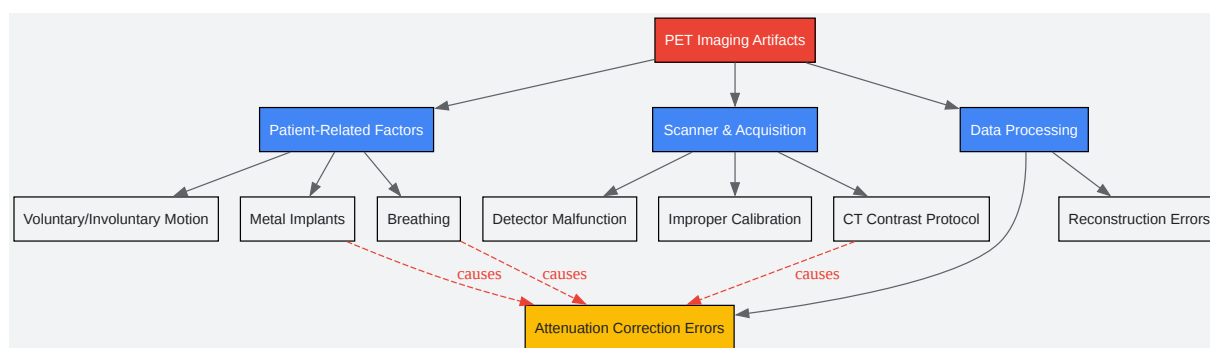 PET Imaging Artifacts
Patient-Related Factors
Scanner & Acquisition
Data Processing
Voluntary/Involuntary Motion
Metal Implants
Breathing
Detector Malfunction
Improper Calibration
CT Contrast Protocol
Reconstruction Errors
causes
causes
causes
Attenuation Correction Errors